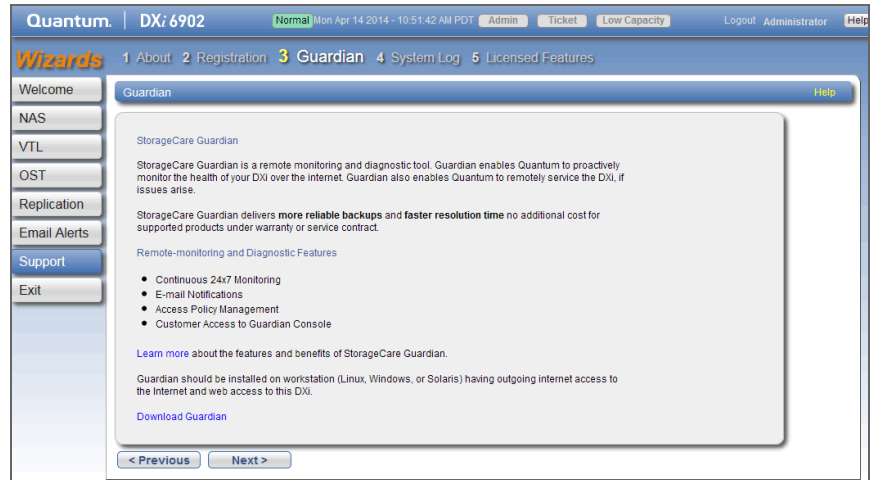 Quantum. DXi 6902 Normal Mon Apr 14 2014 - 10:51:42 AM PDT Admin Ticket Low Capacity Logout Administrator Help
Wizards 1 About 2 Registration 3 Guardian 4 System Log 5 Licensed Features
Welcome
NAS
VTL
OST
Replication
Email Alerts
Support
Exit
Guardian Help
StorageCare Guardian
StorageCare Guardian is a remote monitoring and diagnostic tool. Guardian enables Quantum to proactively
monitor the health of your DXi over the internet. Guardian also enables Quantum to remotely service the DXi, if
issues arise.
StorageCare Guardian delivers more reliable backups and faster resolution time no additional cost for
supported products under warranty or service contract.
Remote-monitoring and Diagnostic Features
• Continuous 24x7 Monitoring
• E-mail Notifications
• Access Policy Management
• Customer Access to Guardian Console
Learn more about the features and benefits of StorageCare Guardian.
Guardian should be installed on workstation (Linux, Windows, or Solaris) having outgoing internet access to
the Internet and web access to this DXi.
Download Guardian
< Previous Next >